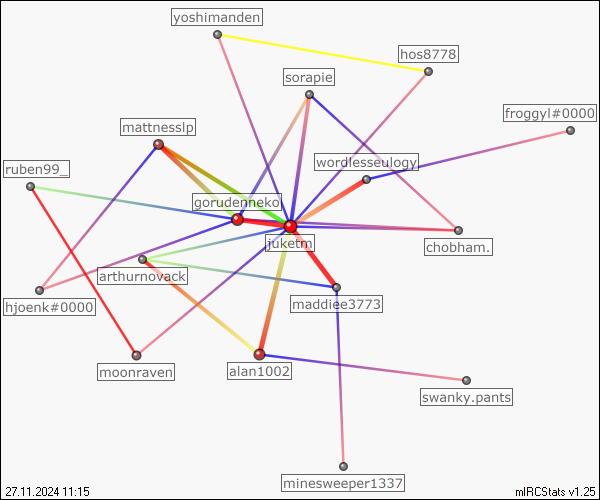 yoshimanden
hos8778
sorapie
froggyl#0000
mattnesslp
wordlesseulogy
ruben99_
gorudenneko
juketm
chobham.
arthurnovack
hjoenk#0000
maddiee3773
moonraven
alan1002
swanky.pants
minesweeper1337
27.11.2024 11:15
mIRCStats v1.25